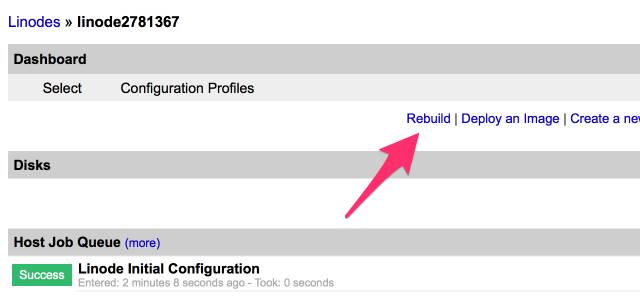 Linodes » linode2781367
Dashboard
Select Configuration Profiles
Rebuild | Deploy an Image | Create a new
Disks
Host Job Queue (more)
Success Linode Initial Configuration
Entered: 2 minutes 8 seconds ago - Took: 0 seconds